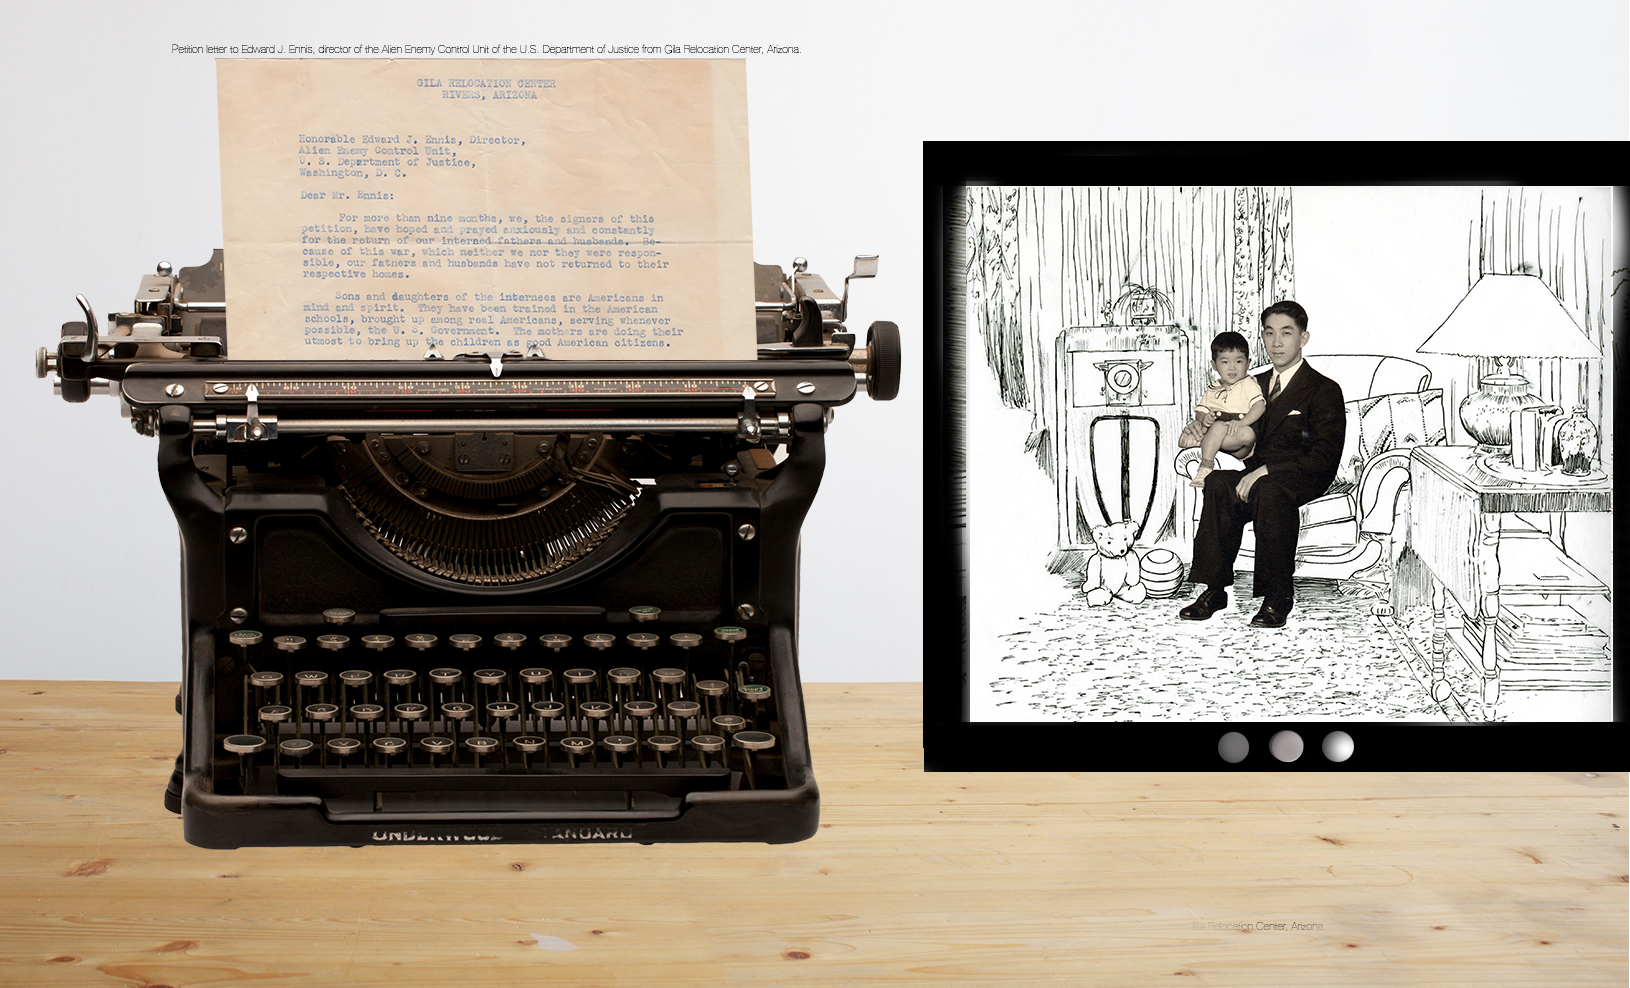 Petition letter to Edward J. Ennis, director of the Alien Enemy Control Unit of the U.S. Department of Justice from Gila Relocation Center, Arizona.
GILA RELOCATION CENTER
RIVERS, ARIZONA
Honorable Edward J. Ennis, Director,
Alien Enemy Control Unit,
U. S. Department of Justice,
Washington, D. C.
Dear Mr. Ennis:
For more than nine months, we, the signers of this
petition, have hoped and prayed anxiously and constantly
for the return of our interned fathers and husbands. Be-
cause of this war, which neither we nor they were respon-
sible, our fathers and husbands have not returned to their
respective homes.
Sons and daughters of the internees are Americans in
mind and spirit. They have been trained in the American
schools, brought up among real Americans, serving whenever
possible, the U. S. Government. The mothers are doing their
utmost to bring up the children as good American citizens.
UNDERWOOD STANDARD
Relocation Center, Arizona